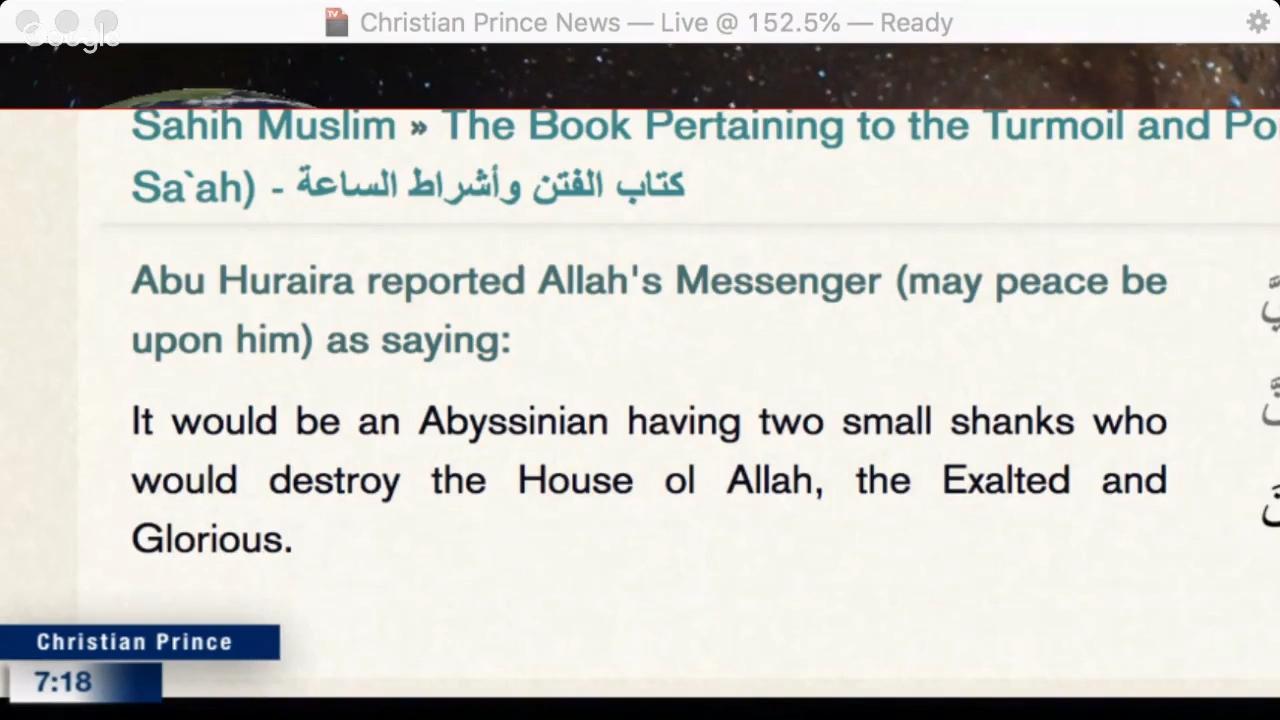 Christian Prince News — Live @ 152.5% — Ready
Google
Sahih Muslim » The Book Pertaining to the Turmoil and Po
Sa`ah) - كتاب الفتن وأشراط الساعة
Abu Huraira reported Allah's Messenger (may peace be
upon him) as saying:
It would be an Abyssinian having two small shanks who
would destroy the House ol Allah, the Exalted and
Glorious.
Christian Prince
7:18